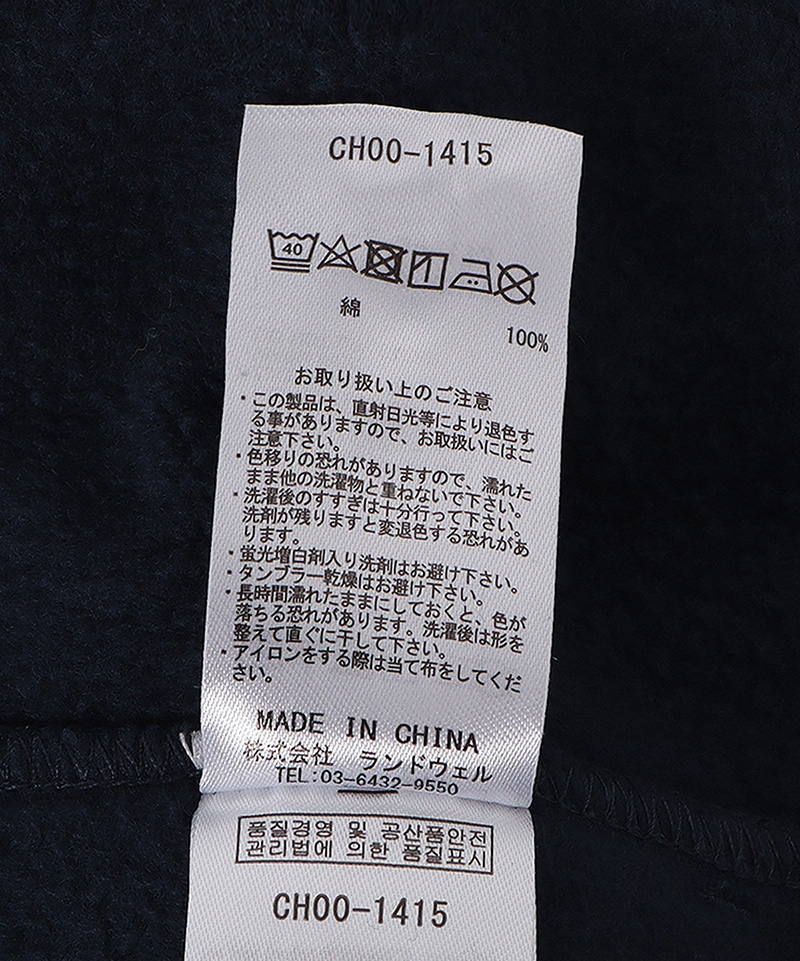 CH00-1415
40
綿
100%
お取り扱い上のご注意
・この製品は、直射日光等により退色す
る事がありますので、お取扱いにはご
注意下さい。
・色移りの恐れがありますので、濡れた
まま他の洗濯物と重ねないで下さい。
・洗濯後のすすぎは十分行って下さい。
洗剤が残りますと変退色する恐れがあ
ります。
・蛍光増白剤入り洗剤はお避け下さい。
・タンブラー乾燥はお避け下さい。
・長時間濡れたままにしておくと、色が
落ちる恐れがあります。洗濯後は形を
整えて直ぐに干して下さい。
・アイロンをする際は当て布をしてくだ
さい。
MADE IN CHINA
株式会社 ランドウェル
TEL:03-6432-9550
품질경영 및 공산품안전
관리법에 의한 품질표시
CH00-1415